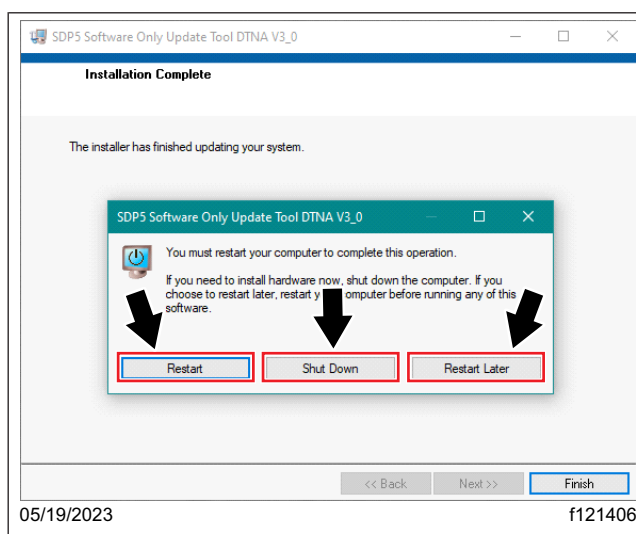 SDP5 Software Only Update Tool DTNA V3_0
Installation Complete
The installer has finished updating your system.
SDP5 Software Only Update Tool DTNA V3_0
You must restart your computer to complete this operation.
If you need to install hardware now, shut down the computer. If you
choose to restart later, restart y omputer before running any of this
software.
Restart
Shut Down
Restart Later
<< Back
Next >>
Finish
05/19/2023
f121406